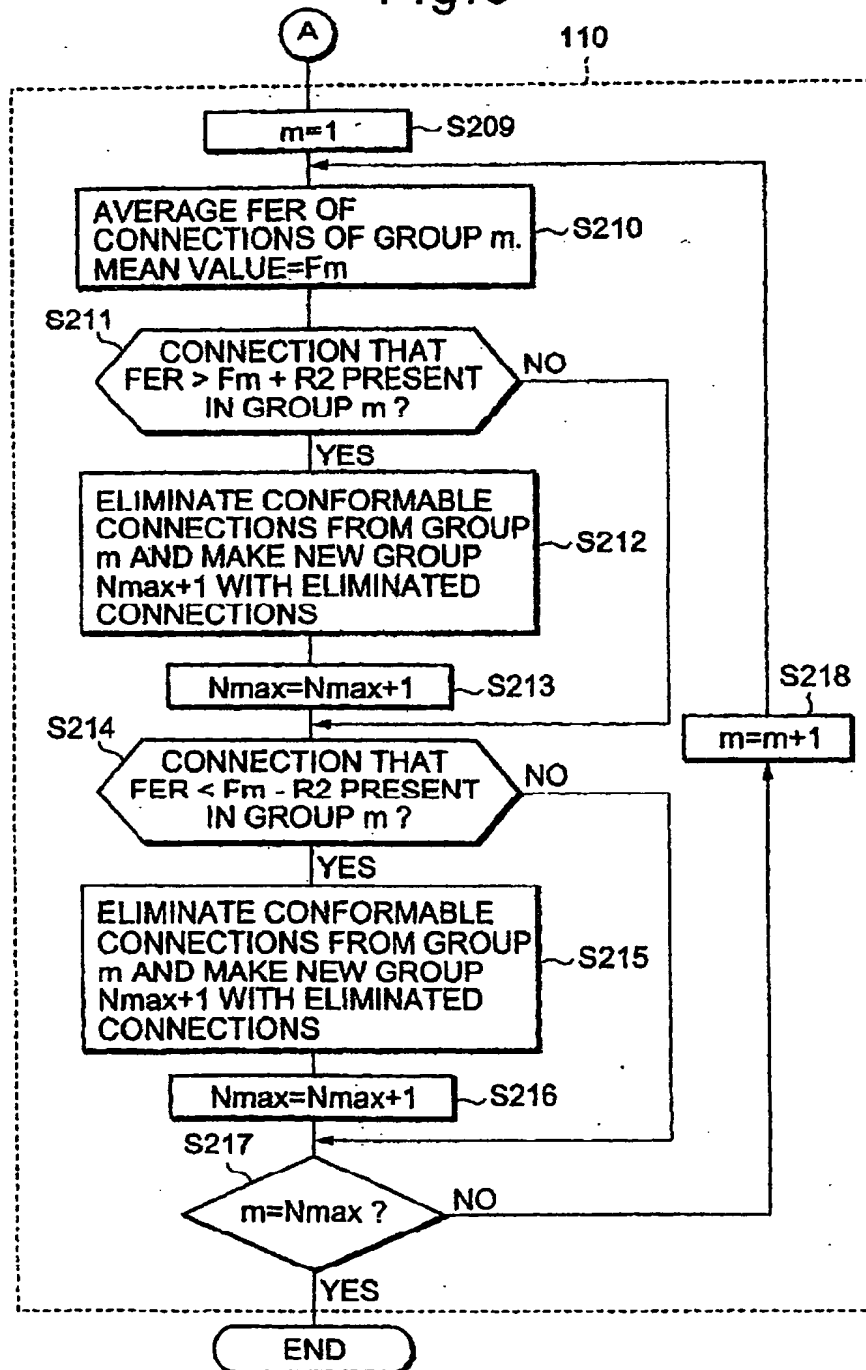 A
110
m=1
S209
AVERAGE FER OF
CONNECTIONS OF GROUP m.
MEAN VALUE=Fm
S210
S211
CONNECTION THAT
FER > Fm + R2 PRESENT
IN GROUP m ?
NO
YES
ELIMINATE CONFORMABLE
CONNECTIONS FROM GROUP
m AND MAKE NEW GROUP
Nmax+1 WITH ELIMINATED
CONNECTIONS
S212
Nmax=Nmax+1
S213
S218
m=m+1
S214
CONNECTION THAT
FER < Fm - R2 PRESENT
IN GROUP m ?
NO
YES
ELIMINATE CONFORMABLE
CONNECTIONS FROM GROUP
m AND MAKE NEW GROUP
Nmax+1 WITH ELIMINATED
CONNECTIONS
S215
Nmax=Nmax+1
S216
S217
m=Nmax ?
NO
YES
END